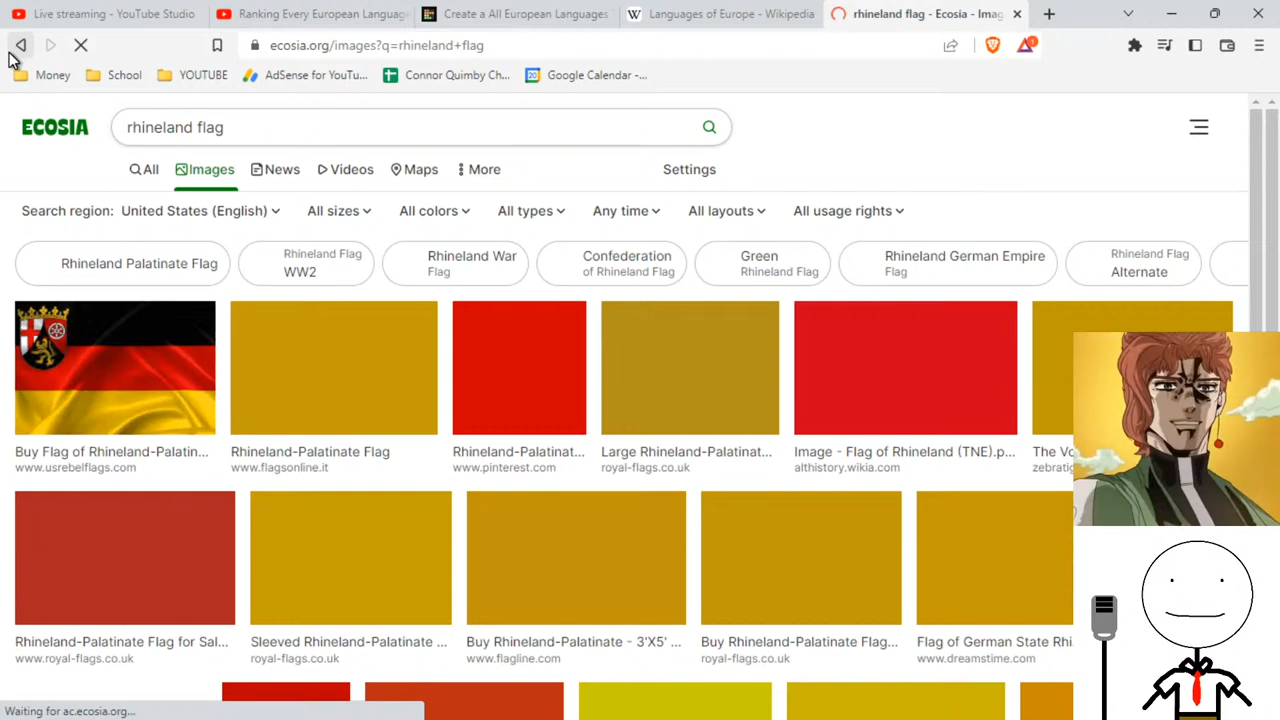 Live streaming - YouTube Studio
Ranking Every European Language
Create a All European Languages
Languages of Europe - Wikipedia
rhineland flag - Ecosia - Imag
ecosia.org/images?q=rhineland+flag
1
Money
School
YOUTUBE
AdSense for YouTu...
Connor Quimby Ch...
20
Google Calendar -...
ECOSIA
rhineland flag
All
Images
News
Videos
Maps
More
Settings
Search region: United States (English)
All sizes
All colors
All types
Any time
All layouts
All usage rights
Rhineland Palatinate Flag
Rhineland Flag
WW2
Rhineland War
Flag
Confederation
of Rhineland Flag
Green
Rhineland Flag
Rhineland German Empire
Flag
Rhineland Flag
Alternate
Buy Flag of Rhineland-Palatin...
www.usrebelflags.com
Rhineland-Palatinate Flag
www.flagsonline.it
Rhineland-Palatinat...
www.pinterest.com
Large Rhineland-Palatinat...
royal-flags.co.uk
Image - Flag of Rhineland (TNE).p...
althistory.wikia.com
The Vo
zebratig
Rhineland-Palatinate Flag for Sal...
www.royal-flags.co.uk
Sleeved Rhineland-Palatinate ...
royal-flags.co.uk
Buy Rhineland-Palatinate - 3'X5' ...
www.flagline.com
Buy Rhineland-Palatinate Flag...
royal-flags.co.uk
Flag of German State Rhi
www.dreamstime.com
Waiting for ac.ecosia.org...